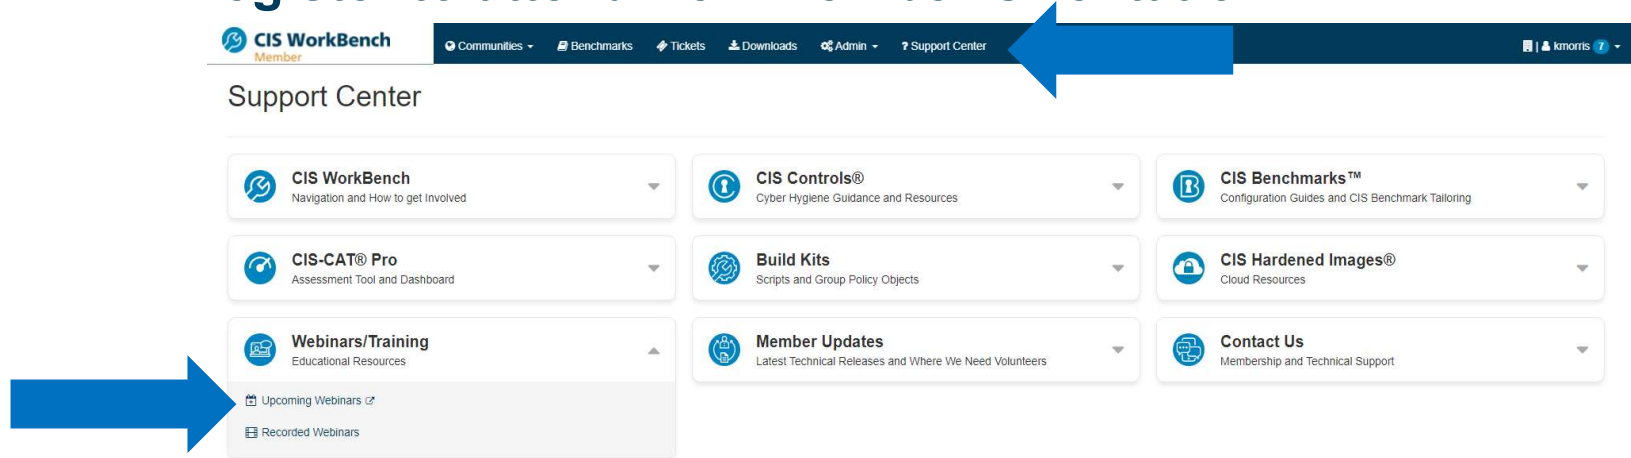 CIS WorkBench
Member
Communities
Benchmarks
Tickets
Downloads
Admin
? Support Center
| kmorris 7
Support Center
CIS WorkBench
Navigation and How to get Involved
CIS Controls®
Cyber Hygiene Guidance and Resources
CIS Benchmarks™
Configuration Guides and CIS Benchmark Tailoring
CIS-CAT® Pro
Assessment Tool and Dashboard
Build Kits
Scripts and Group Policy Objects
CIS Hardened Images®
Cloud Resources
Webinars/Training
Educational Resources
Member Updates
Latest Technical Releases and Where We Need Volunteers
Contact Us
Membership and Technical Support
Upcoming Webinars
Recorded Webinars